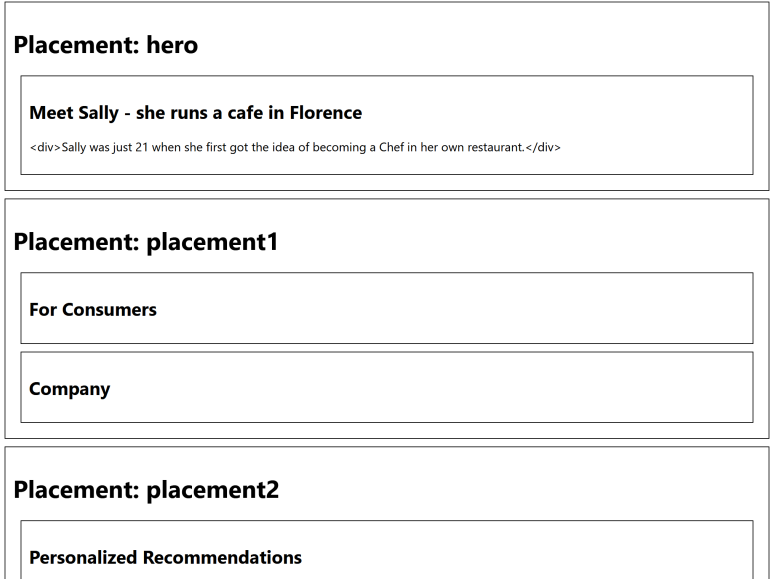 Placement: hero
Meet Sally - she runs a cafe in Florence
<div>Sally was just 21 when she first got the idea of becoming a Chef in her own restaurant.</div>
Placement: placement1
For Consumers
Company
Placement: placement2
Personalized Recommendations